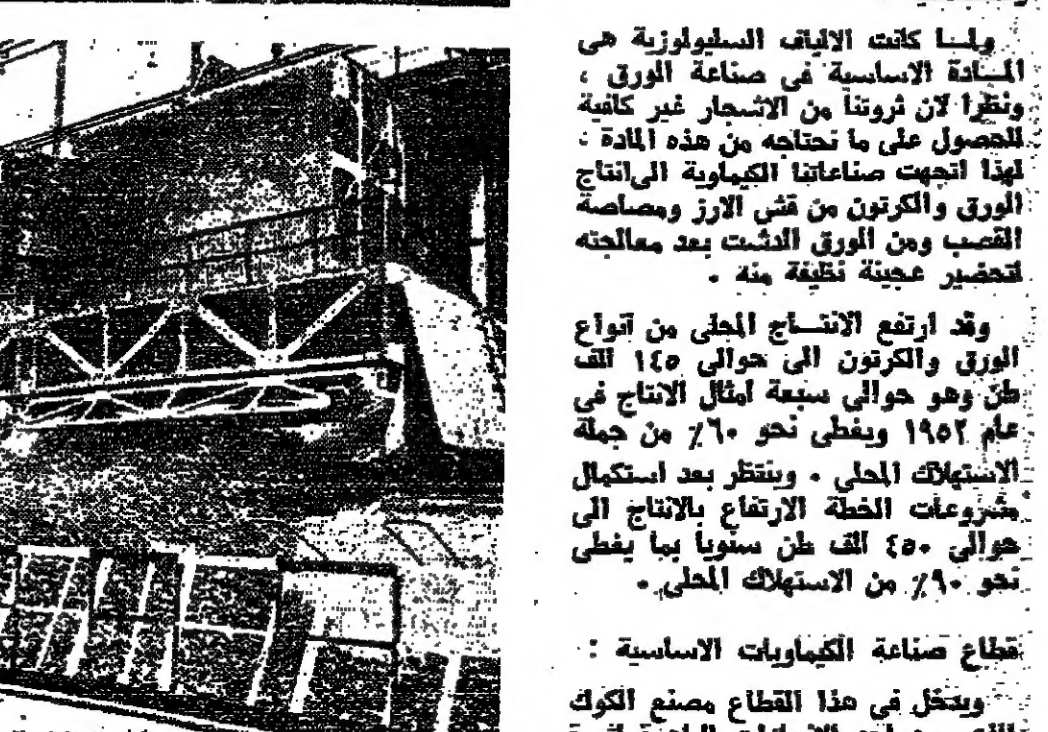 ولما كانت الالياف السليولوزية هى
المادة الاساسية فى صناعة الورق ،
ونظرا لان ثروتنا من الاشجار غير كافية
للحصول على ما نحتاجه من هذه المادة .
لهذا اتجهت صناعاتنا الكيماوية الى انتاج
الورق والكرتون من قش الارز ومصاصة
القصب ومن الورق الدشت بعد معالجته
لتحضير عجينة نظيفة منه .
وقد ارتفع الانتاج المحلى من أنواع
الورق والكرتون الى حوالى ١٤٥ الف
طن وهو حوالى سبعة أمثال الانتاج فى
عام ١٩٥٢ ويغطى نحو ٦٠٪ من جملة
الاستهلاك المحلى . وينتظر بعد استكمال
مشروعات الخطة الارتفاع بالانتاج الى
حوالى ٤٥٠ الف طن سنويا بما يغطى
نحو ٩٠٪ من الاستهلاك المحلى .
قطاع صناعة الكيماويات الاساسية :
ويدخل فى هذا القطاع مصنع الكوك